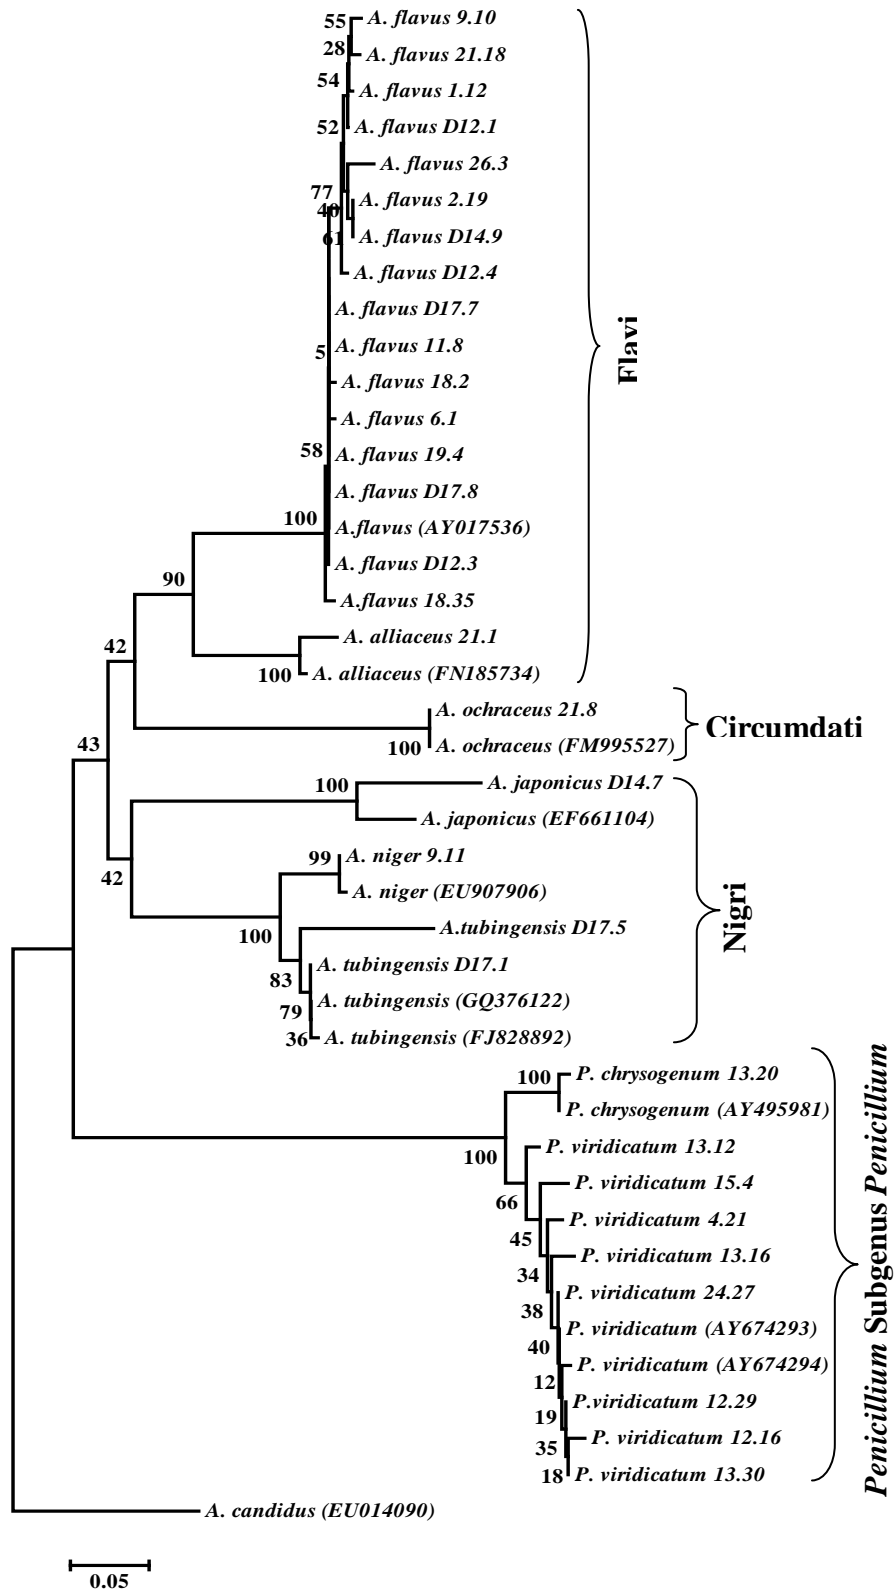 55
A. flavus 9.10
28
A. flavus 21.18
54
A. flavus 1.12
52
A. flavus D12.1
A. flavus 26.3
77
A. flavus 2.19
40
61
A. flavus D14.9
A. flavus D12.4
A. flavus D17.7
5
A. flavus 11.8
A. flavus 18.2
A. flavus 6.1
58
A. flavus 19.4
A. flavus D17.8
100
A.flavus (AY017536)
A. flavus D12.3
90
A.flavus 18.35
42
A. alliaceus 21.1
100
A. alliaceus (FN185734)
Flavi
A. ochraceus 21.8
100
A. ochraceus (FM995527)
Circumdati
43
100
A. japonicus D14.7
A. japonicus (EF661104)
42
99
A. niger 9.11
A. niger (EU907906)
100
A.tubingensis D17.5
83
A. tubingensis D17.1
79
A. tubingensis (GQ376122)
36
A. tubingensis (FJ828892)
Nigri
100
P. chrysogenum 13.20
P. chrysogenum (AY495981)
100
P. viridicatum 13.12
66
P. viridicatum 15.4
45
P. viridicatum 4.21
34
P. viridicatum 13.16
38
P. viridicatum 24.27
40
P. viridicatum (AY674293)
12
P. viridicatum (AY674294)
19
P.viridicatum 12.29
35
P. viridicatum 12.16
18
P. viridicatum 13.30
Penicillium Subgenus Penicillium
A. candidus (EU014090)
0.05